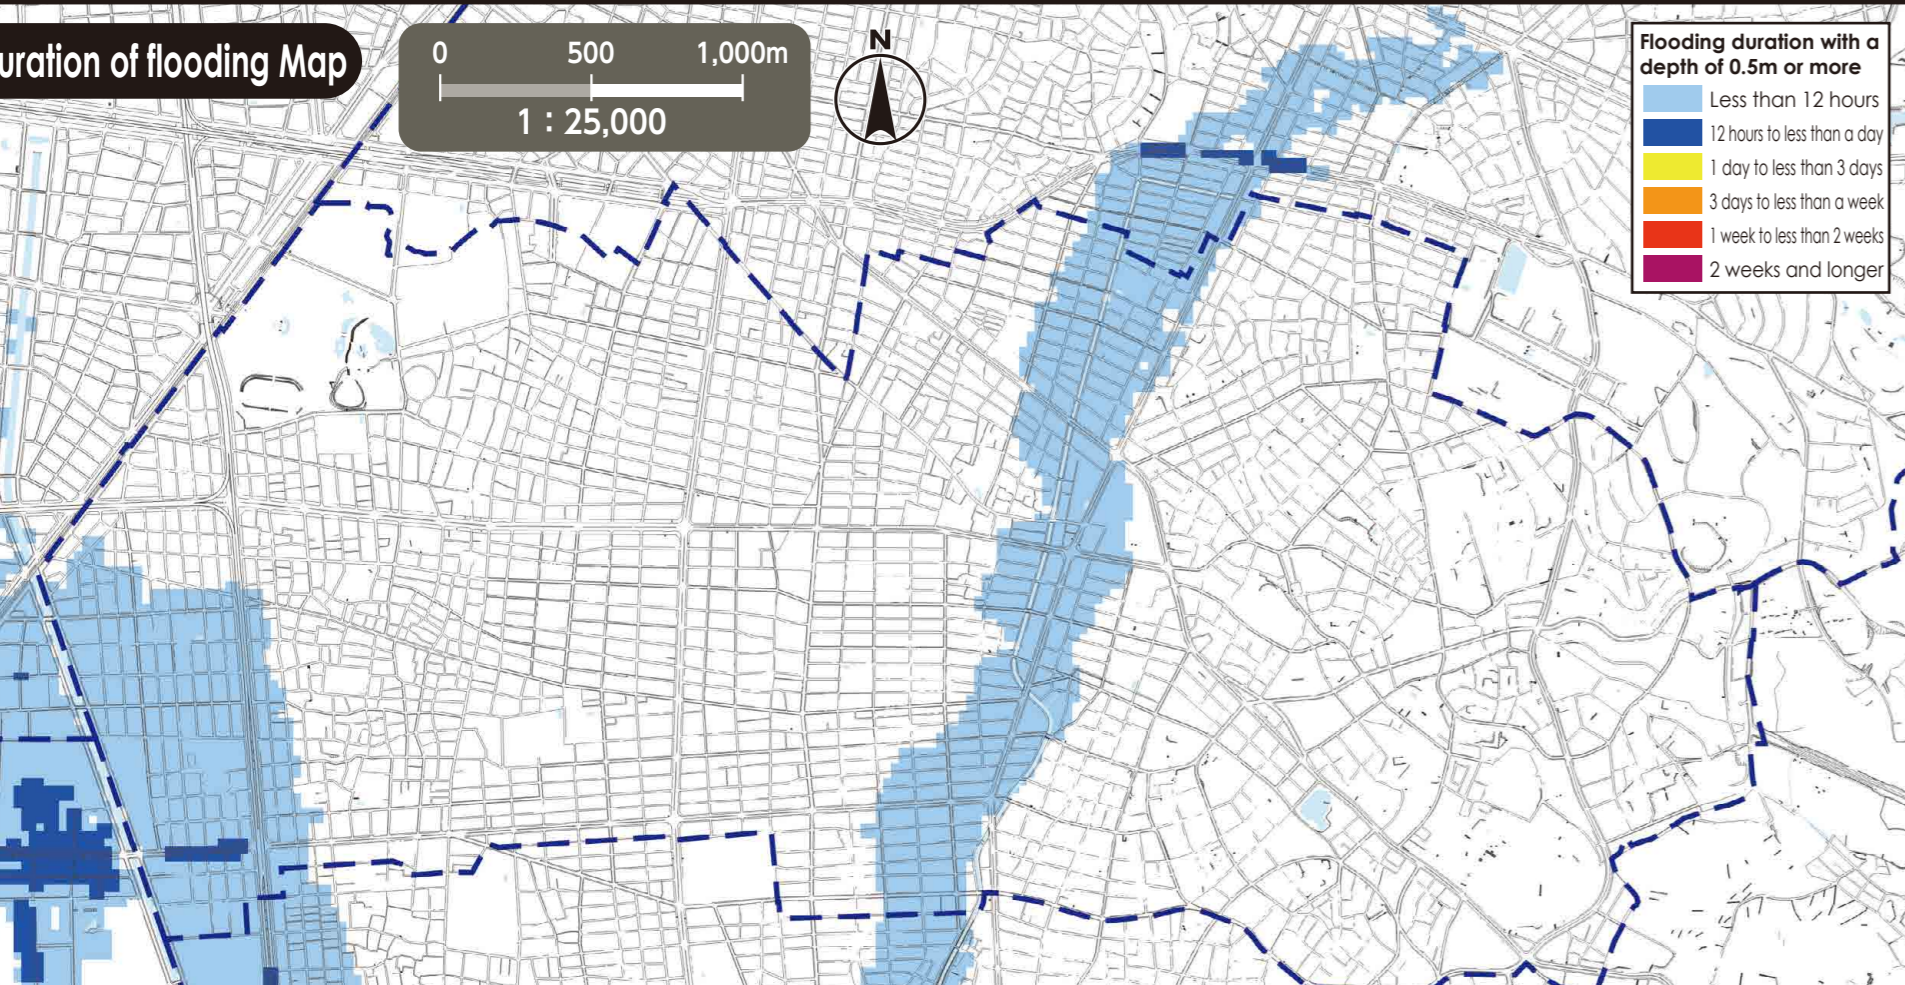 uration of flooding Map
0 500 1,000m
1 : 25,000
N
Flooding duration with a
depth of 0.5m or more
Less than 12 hours
12 hours to less than a day
1 day to less than 3 days
3 days to less than a week
1 week to less than 2 weeks
2 weeks and longer